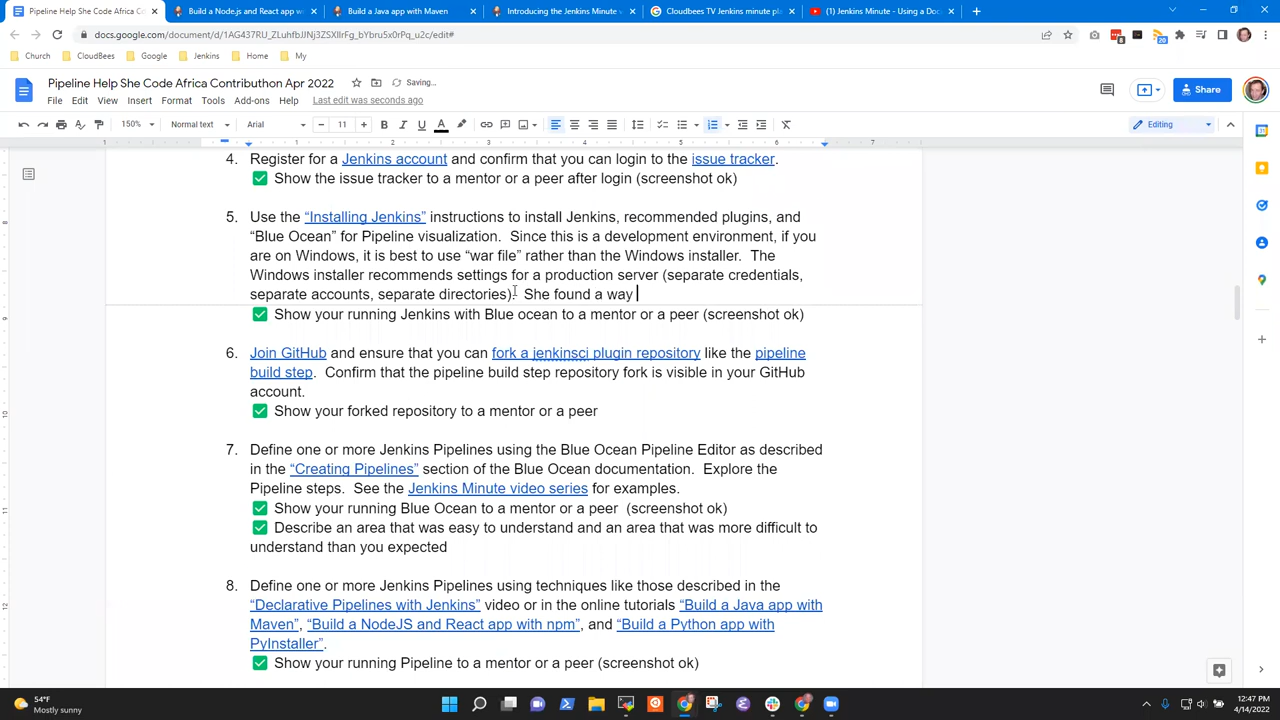 Pipeline Help She Code Africa Co
Build a Node.js and React app w
Build a Java app with Maven
Introducing the Jenkins Minute v
Cloudbees TV Jenkins minute pl
(1) Jenkins Minute - Using a Doc
docs.google.com/document/d/1AG437RU_ZLuhfbJJNj3ZSXlIrFg_bYbru5x0rPq_u2c/edit#
Church CloudBees Google Jenkins Home My
Pipeline Help She Code Africa Contributhon Apr 2022 Saving...
File Edit View Insert Format Tools Add-ons Help Last edit was seconds ago
Share
150% Normal text Arial 11 Editing
1 1 2 3 4 5 6 7
4. Register for a Jenkins account and confirm that you can login to the issue tracker.
✅ Show the issue tracker to a mentor or a peer after login (screenshot ok)
5. Use the “Installing Jenkins” instructions to install Jenkins, recommended plugins, and
“Blue Ocean” for Pipeline visualization. Since this is a development environment, if you
are on Windows, it is best to use “war file” rather than the Windows installer. The
Windows installer recommends settings for a production server (separate credentials,
separate accounts, separate directories). She found a way
✅ Show your running Jenkins with Blue ocean to a mentor or a peer (screenshot ok)
6. Join GitHub and ensure that you can fork a jenkinsci plugin repository like the pipeline
build step. Confirm that the pipeline build step repository fork is visible in your GitHub
account.
✅ Show your forked repository to a mentor or a peer
7. Define one or more Jenkins Pipelines using the Blue Ocean Pipeline Editor as described
in the “Creating Pipelines” section of the Blue Ocean documentation. Explore the
Pipeline steps. See the Jenkins Minute video series for examples.
✅ Show your running Blue Ocean to a mentor or a peer (screenshot ok)
✅ Describe an area that was easy to understand and an area that was more difficult to
understand than you expected
8. Define one or more Jenkins Pipelines using techniques like those described in the
“Declarative Pipelines with Jenkins” video or in the online tutorials “Build a Java app with
Maven”, “Build a NodeJS and React app with npm”, and “Build a Python app with
PyInstaller”.
✅ Show your running Pipeline to a mentor or a peer (screenshot ok)
54°F
Mostly sunny
12:47 PM
4/14/2022